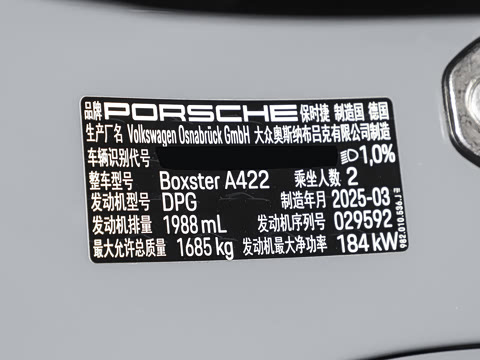 品牌 PORSCHE 保时捷 制造国 德国
生产厂名 Volkswagen Osnabrück GmbH 大众奥斯纳布吕克有限公司制造
车辆识别代号 1,0%
整车型号 Boxster A422 乘坐人数 2
发动机型号 DPG 制造年月 2025-03
发动机排量 1988 mL 发动机序列号 029592
最大允许总质量 1685 kg 发动机最大净功率 184 kW
982.010.536.